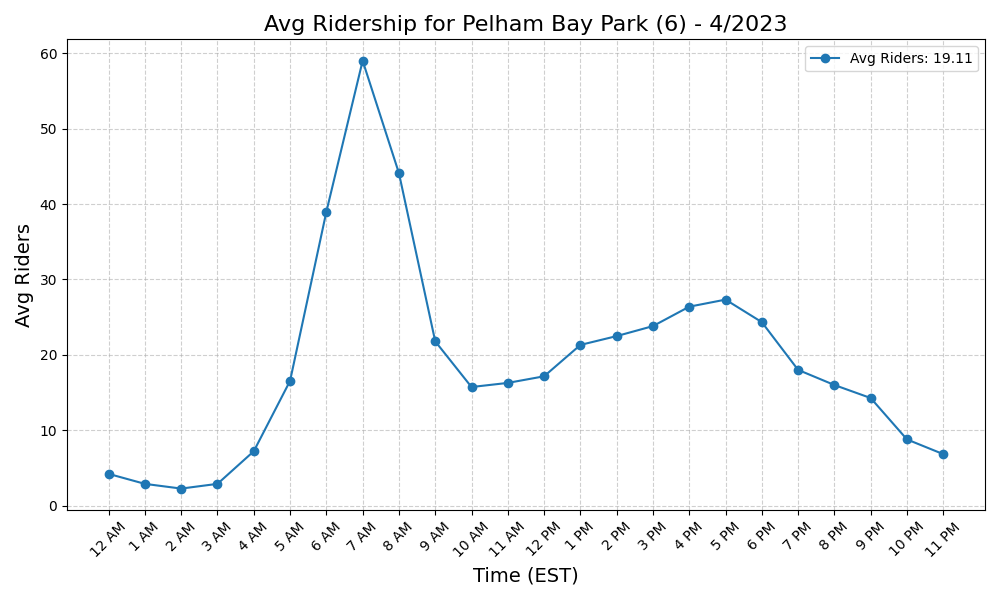 Avg Ridership for Pelham Bay Park (6) - 4/2023
Avg Riders: 19.11
Avg Riders
60
50
40
30
20
10
0
12 AM
1 AM
2 AM
3 AM
4 AM
5 AM
6 AM
7 AM
8 AM
9 AM
10 AM
11 AM
12 PM
1 PM
2 PM
3 PM
4 PM
5 PM
6 PM
7 PM
8 PM
9 PM
10 PM
11 PM
Time (EST)